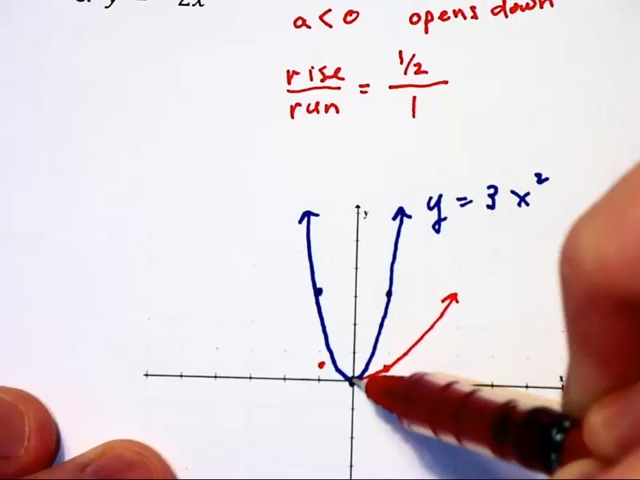 a < 0 opens down
rise/run = 1/2/1
y = 3x²
y